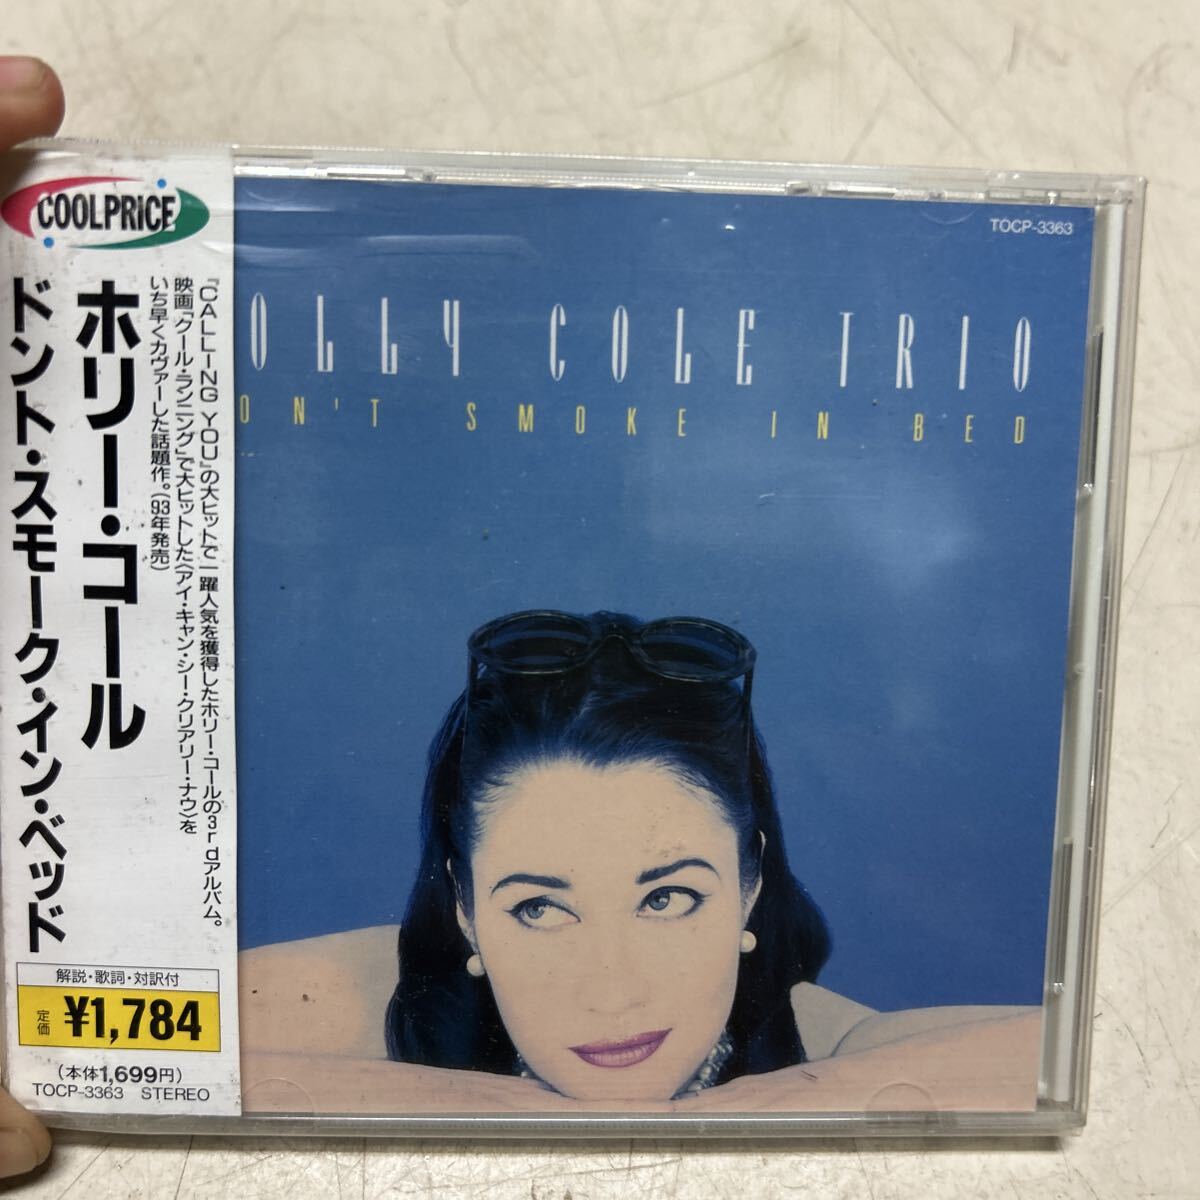 COOLPRICE
ホリー・コール
ドント・スモーク・イン・ベッド
「CALLING YOU」の大ヒットで一躍人気を獲得したホリー・コールの3rdアルバム。
映画「クール・ランニング」で大ヒットした〈アイ・キャン・シー・クリアリー・ナウ〉を
いち早くカヴァーした話題作。(93年発売)
解説・歌詞・対訳付
定価 ¥1,784
(本体1,699円)
TOCP-3363 STEREO
TOCP-3363
OLLY COLE TRIO
ON'T SMOKE IN BED